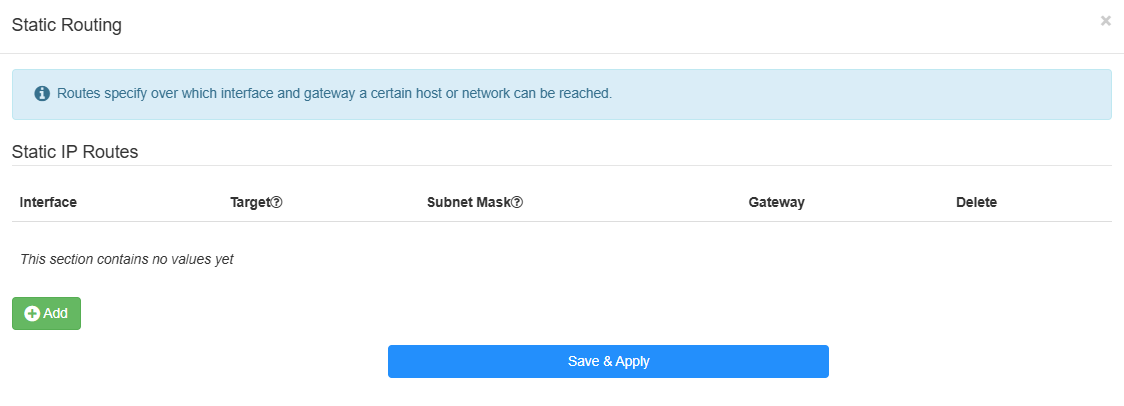 Static Routing
×
Routes specify over which interface and gateway a certain host or network can be reached.
Static IP Routes
Interface Target? Subnet Mask? Gateway Delete
This section contains no values yet
Add
Save & Apply